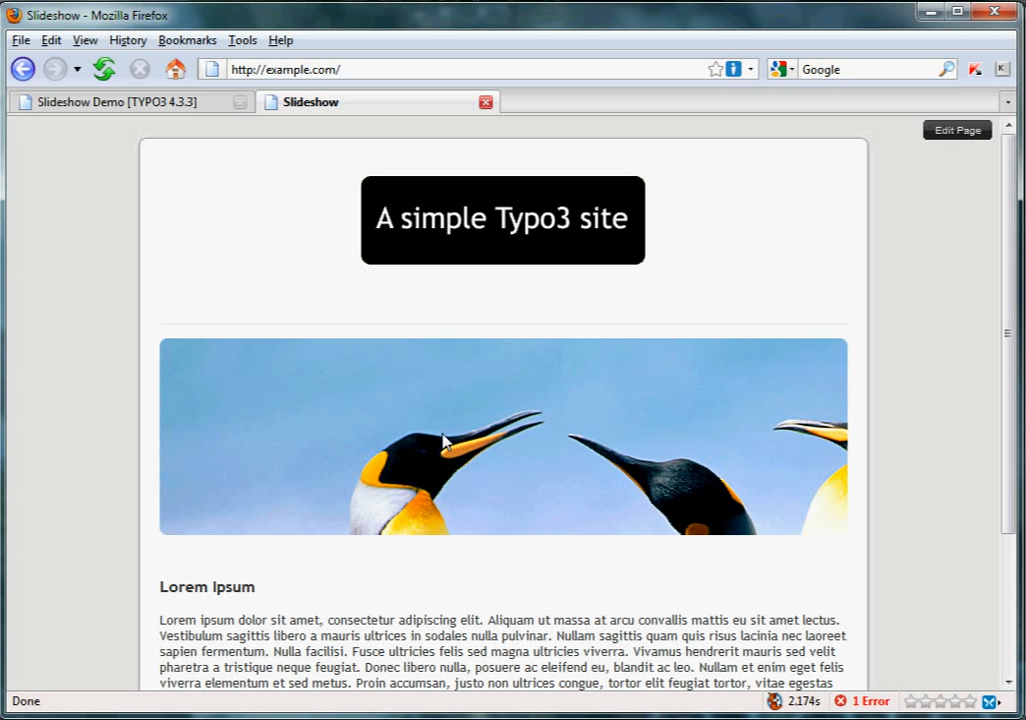 Slideshow - Mozilla Firefox
File Edit View History Bookmarks Tools Help
http://example.com/
Google
K
Slideshow Demo [TYPO3 4.3.3]
Slideshow
Edit Page
A simple Typo3 site
Lorem Ipsum
Lorem ipsum dolor sit amet, consectetur adipiscing elit. Aliquam ut massa at arcu convallis mattis eu sit amet lectus.
Vestibulum sagittis libero a mauris ultrices in sodales nulla pulvinar. Nullam sagittis quam quis risus lacinia nec laoreet
sapien fermentum. Nulla facilisi. Fusce ultricies felis sed magna ultricies viverra. Vivamus hendrerit mauris sed velit
pharetra a tristique neque feugiat. Donec libero nulla, posuere ac eleifend eu, blandit ac leo. Nullam et enim eget felis
viverra elementum et sed metus. Proin accumsan, justo non ultrices congue, tortor elit feugiat tortor, vitae egestas
Done
2.174s
1 Error